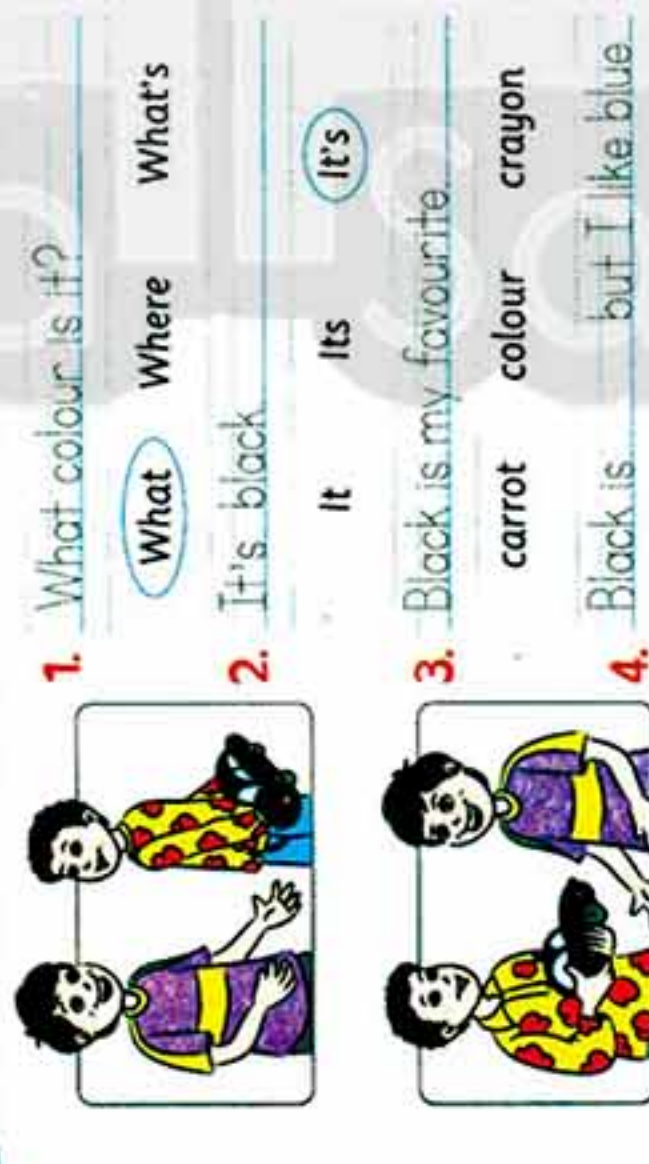 1. What colour is it?
What Where What's
2. It's black
It Its It's
3. Black is my favourite
carrot colour crayon
4. Black is but I like blue